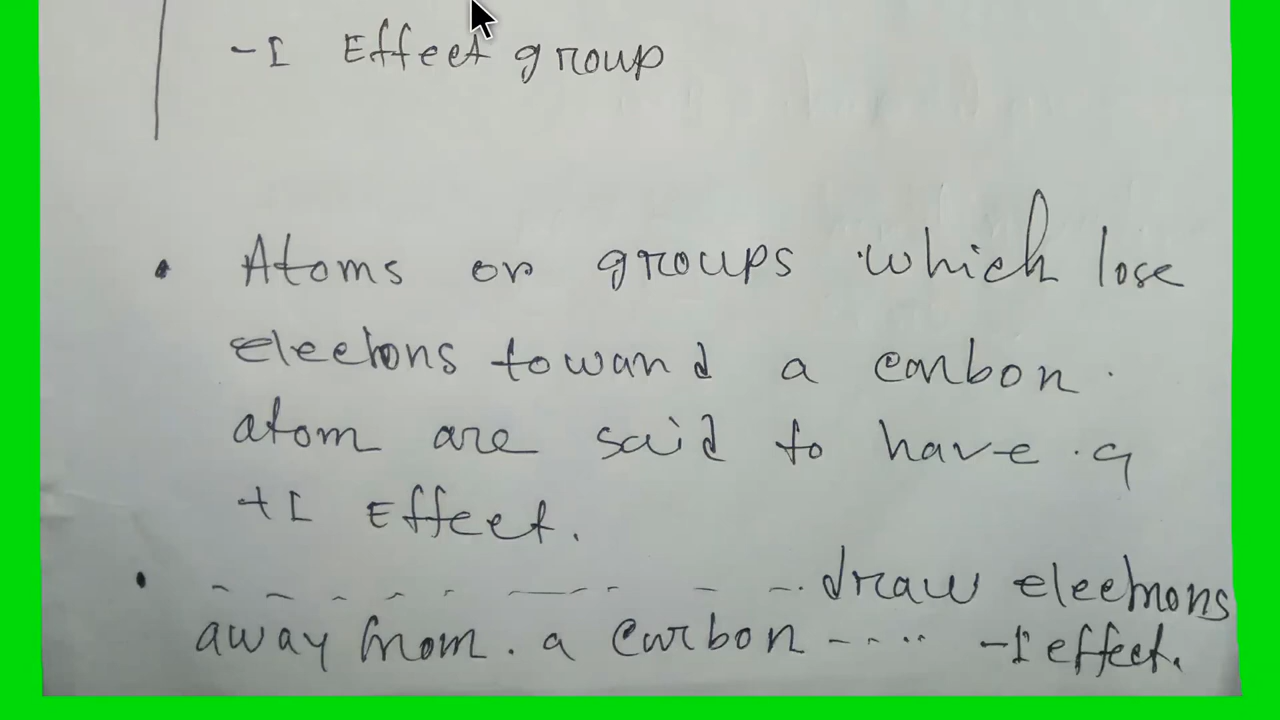 -I Effect group
• Atoms or groups which lose
electons toward a carbon.
atom are said to have a
+I Effect.
• - - - - - - - - - - draw electrons
away from. a carbon - - - - -I effect.